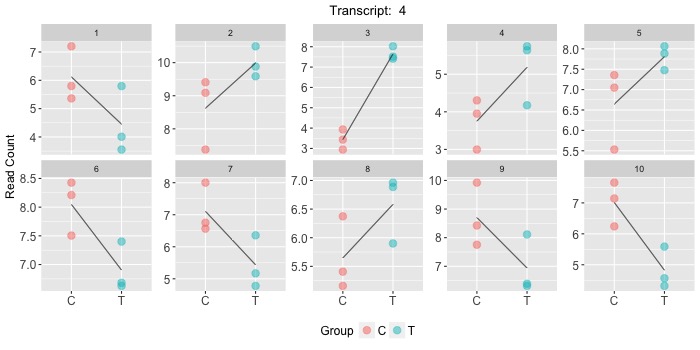 Transcript: 4
1 2 3 4 5
7 6 5 4
10 9 8
8 7 6 5 4 3
5 4 3
8.0 7.5 7.0 6.5 6.0 5.5
Read Count
6 7 8 9 10
8.5 8.0 7.5 7.0
8 7 6 5
7.0 6.5 6.0 5.5
10 9 8 7
7 6 5
C T C T C T C T C T
Group C T